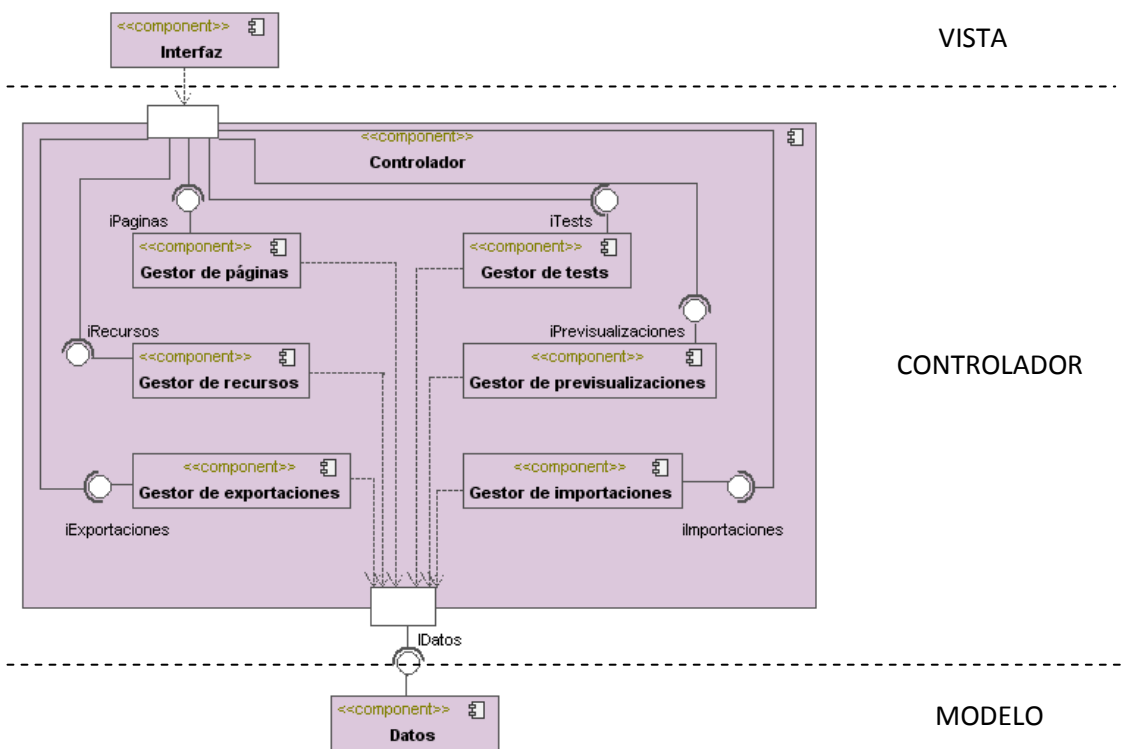 <<component>>
Interfaz
VISTA
<<component>>
Controlador
iPaginas
iTests
<<component>>
Gestor de páginas
<<component>>
Gestor de tests
iRecursos
iPrevisualizaciones
<<component>>
Gestor de recursos
<<component>>
Gestor de previsualizaciones
CONTROLADOR
<<component>>
Gestor de exportaciones
<<component>>
Gestor de importaciones
iExportaciones
iImportaciones
IDatos
<<component>>
Datos
MODELO